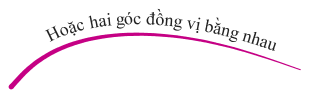 Hoặc hai góc đồng vị bằng nhau